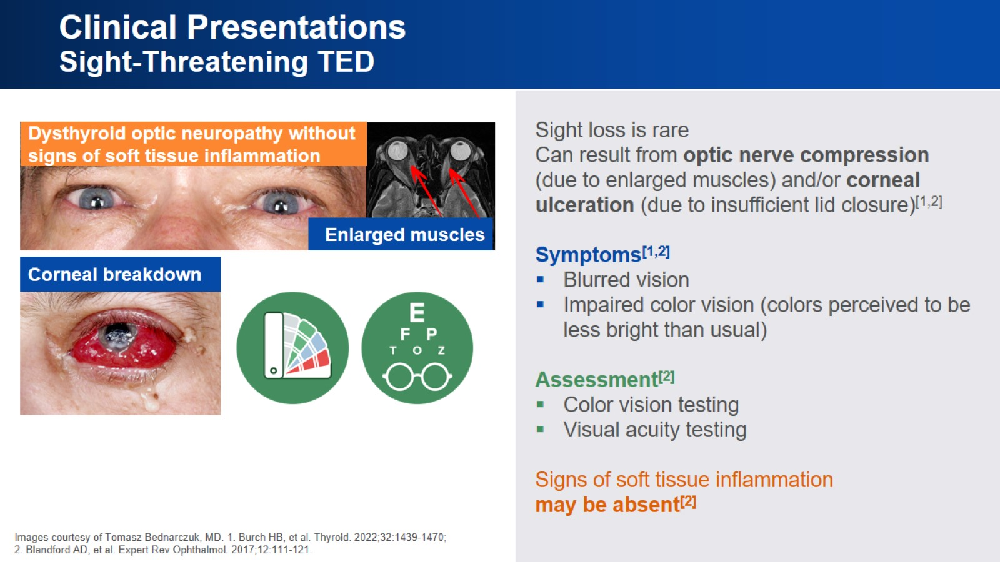 Clinical Presentations
Sight-Threatening TED
Dysthyroid optic neuropathy without
signs of soft tissue inflammation
Enlarged muscles
Corneal breakdown
E
F P
T O Z
Sight loss is rare
Can result from optic nerve compression
(due to enlarged muscles) and/or corneal
ulceration (due to insufficient lid closure)[1,2]
Symptoms[1,2]
▪ Blurred vision
▪ Impaired color vision (colors perceived to be
less bright than usual)
Assessment[2]
▪ Color vision testing
▪ Visual acuity testing
Signs of soft tissue inflammation
may be absent[2]
Images courtesy of Tomasz Bednarczuk, MD. 1. Burch HB, et al. Thyroid. 2022;32:1439-1470;
2. Blandford AD, et al. Expert Rev Ophthalmol. 2017;12:111-121.